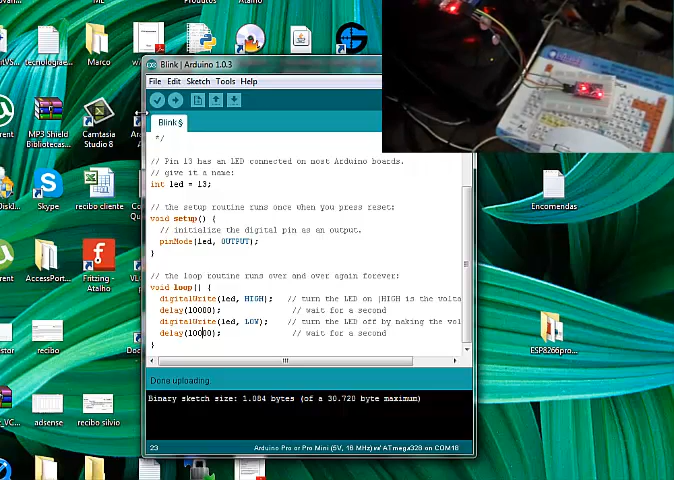 Produtos
Atalho
tecnologiae...
Marco
MP3 Shield
Bibliotecas...
Camtasia
Studio 8
Skype
recibo cliente
AccessPort...
Fritzing -
Atalho
recibo
adsense
recibo silvio
Blink | Arduino 1.0.3
File Edit Sketch Tools Help
Blink §
*/
// Pin 13 has an LED connected on most Arduino boards.
// give it a name:
int led = 13;
// the setup routine runs once when you press reset:
void setup() {
// initialize the digital pin as an output.
pinMode(led, OUTPUT);
}
// the loop routine runs over and over again forever:
void loop() {
digitalWrite(led, HIGH); // turn the LED on (HIGH is the volta
delay(10000); // wait for a second
digitalWrite(led, LOW); // turn the LED off by making the vol
delay(10000); // wait for a second
}
Done uploading.
Binary sketch size: 1.084 bytes (of a 30.720 byte maximum)
23
Arduino Pro or Pro Mini (5V, 16 MHz) w/ ATmega328 on COM18
Encomendas
ESP8266pro...